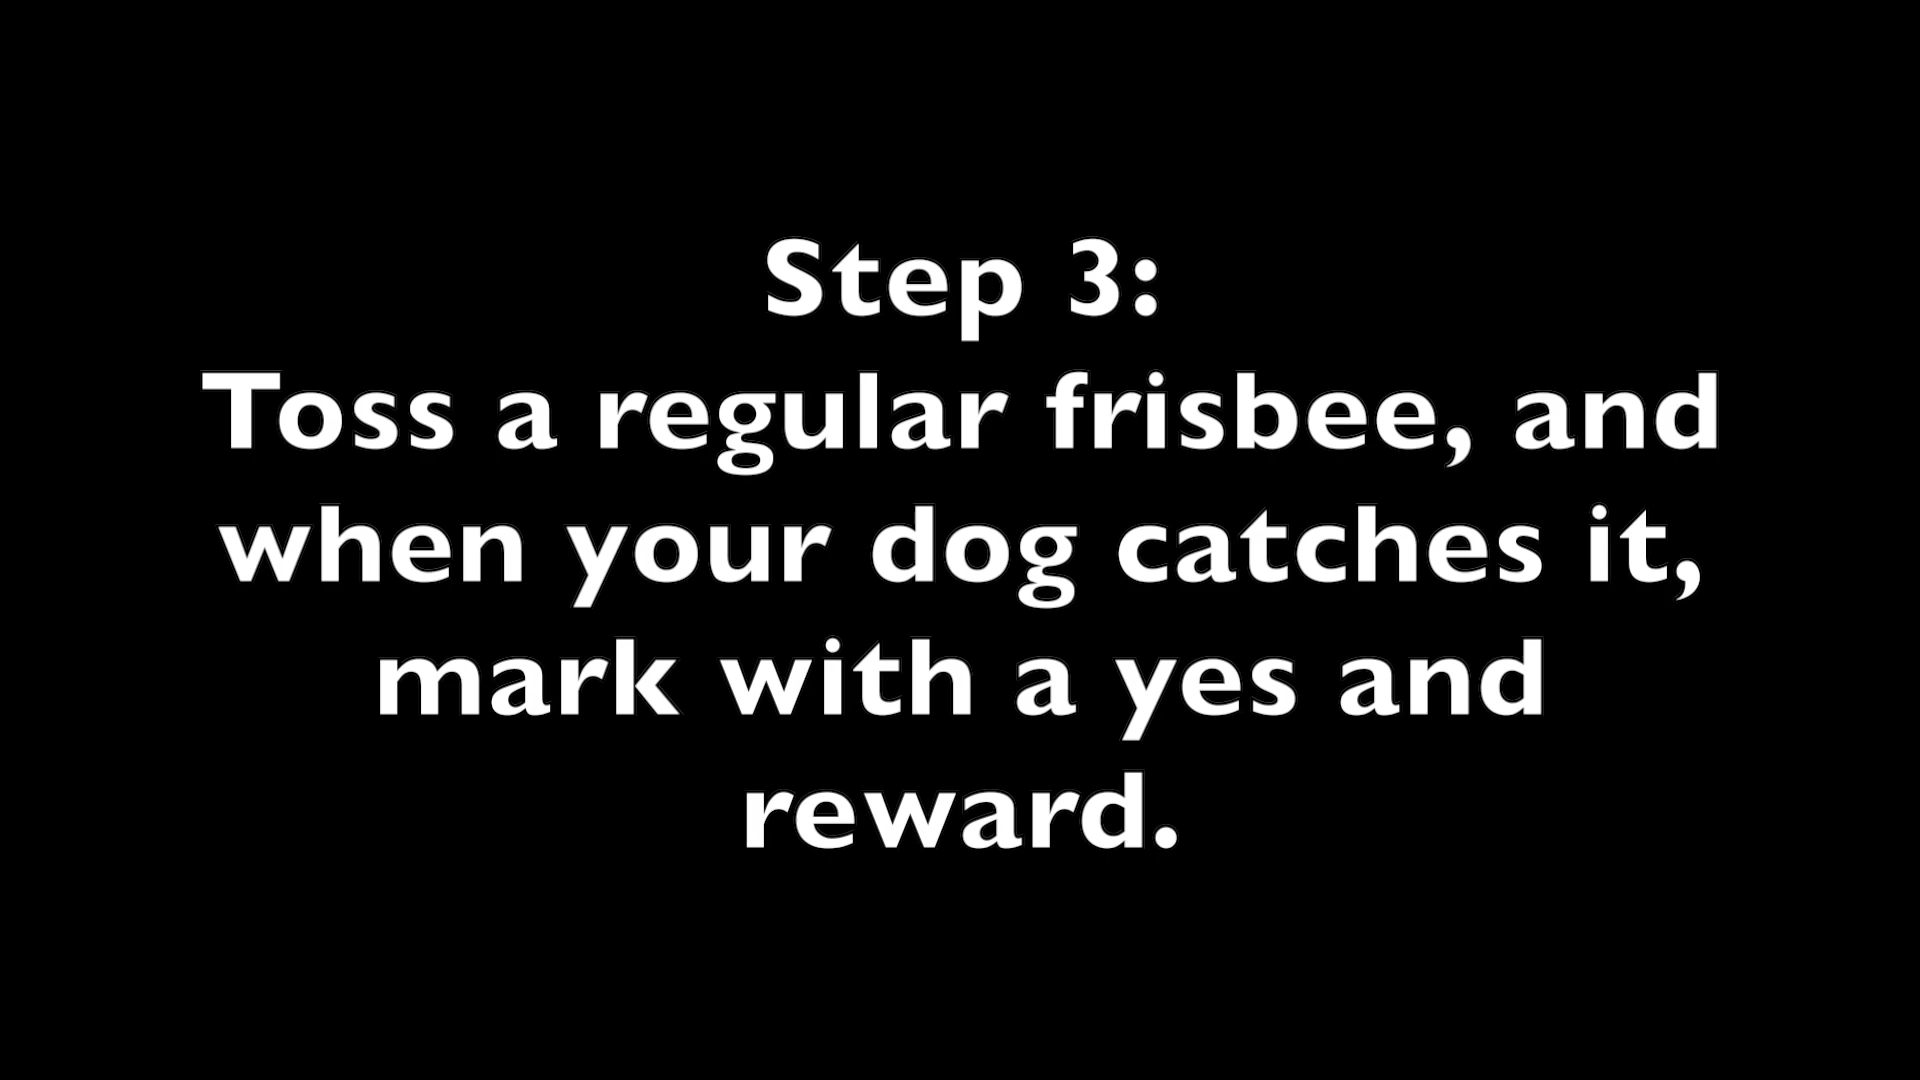 Step 3:
Toss a regular frisbee, and
when your dog catches it,
mark with a yes and
reward.